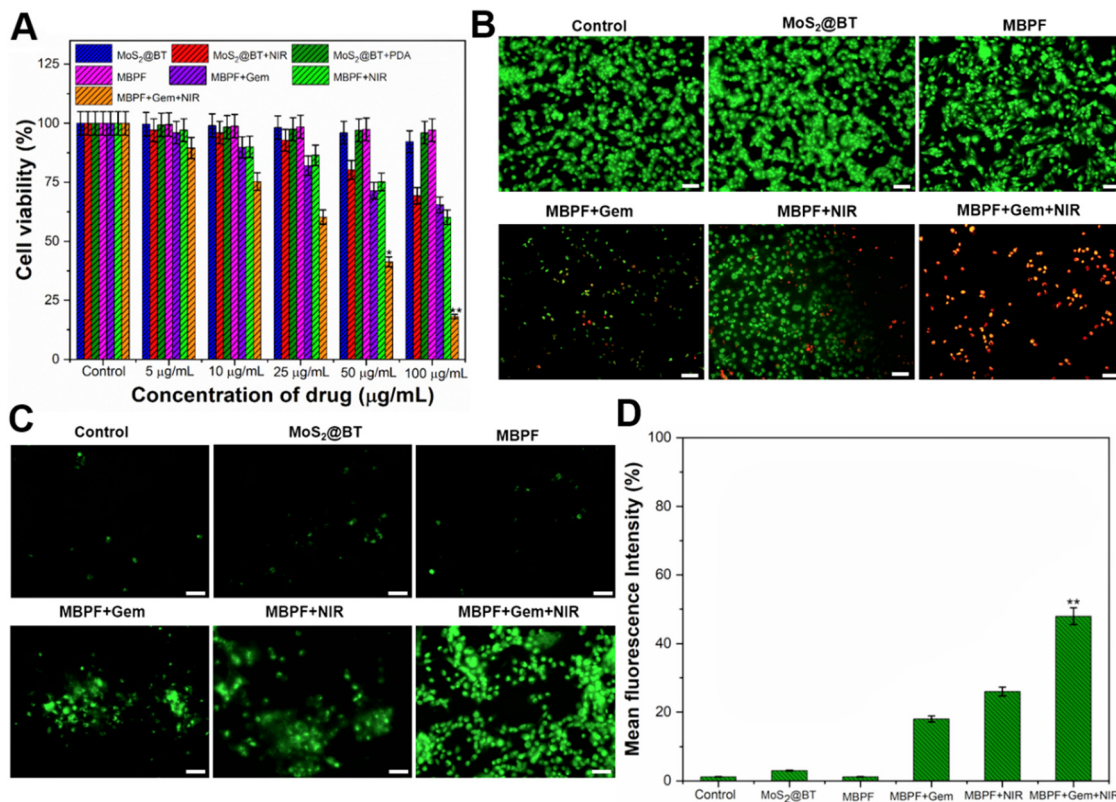 A
MoS₂@BT MoS₂@BT+NIR MoS₂@BT+PDA
MBPF MBPF+Gem MBPF+NIR
MBPF+Gem+NIR
Cell viability (%)
125
100
75
50
25
0
*
**
Control 5 µg/mL 10 µg/mL 25 µg/mL 50 µg/mL 100 µg/mL
Concentration of drug (µg/mL)
B
Control MoS₂@BT MBPF
MBPF+Gem MBPF+NIR MBPF+Gem+NIR
C
Control MoS₂@BT MBPF
MBPF+Gem MBPF+NIR MBPF+Gem+NIR
D
Mean fluorescence Intensity (%)
100
80
60
40
20
0
**
Control MoS₂@BT MBPF MBPF+Gem MBPF+NIR MBPF+Gem+NIR